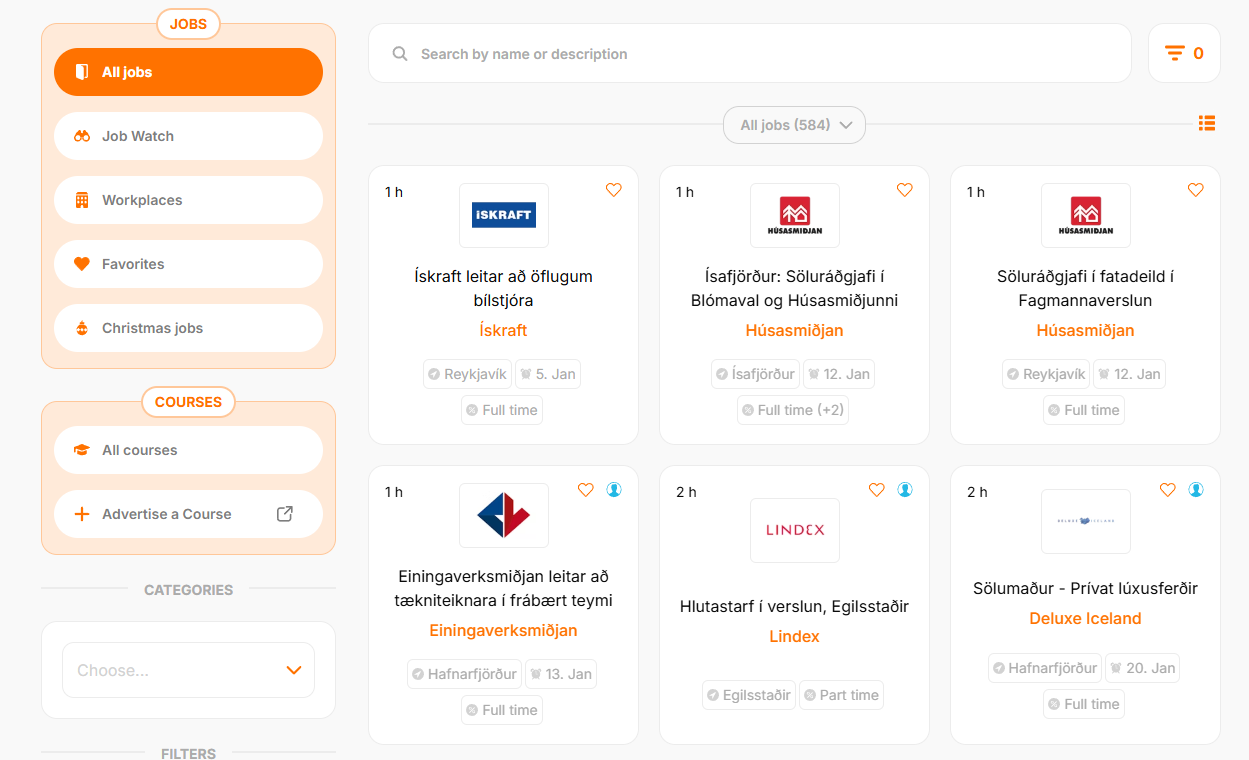 JOBS
All jobs
Job Watch
Workplaces
Favorites
Christmas jobs
COURSES
All courses
Advertise a Course
CATEGORIES
Choose...
FILTERS
Search by name or description
0
All jobs (584)
1 h
ÍSKRAFT
Ískraft leitar að öflugum
bílstjóra
Ískraft
Reykjavík
5. Jan
Full time
1 h
HÚSASMIÐJAN
Ísafjörður: Söluráðgjafi í
Blómaval og Húsasmiðjunni
Húsasmiðjan
Ísafjörður
12. Jan
Full time (+2)
1 h
HÚSASMIÐJAN
Söluráðgjafi í fatadeild í
Fagmannaverslun
Húsasmiðjan
Reykjavík
12. Jan
Full time
1 h
Einingaverksmiðjan leitar að
tækniteiknara í frábært teymi
Einingaverksmiðjan
Hafnarfjörður
13. Jan
Full time
2 h
LINDEX
Hlutastarf í verslun, Egilsstaðir
Lindex
Egilsstaðir
Part time
2 h
DELUXE ICELAND
Sölumaður - Prívat lúxusferðir
Deluxe Iceland
Hafnarfjörður
20. Jan
Full time